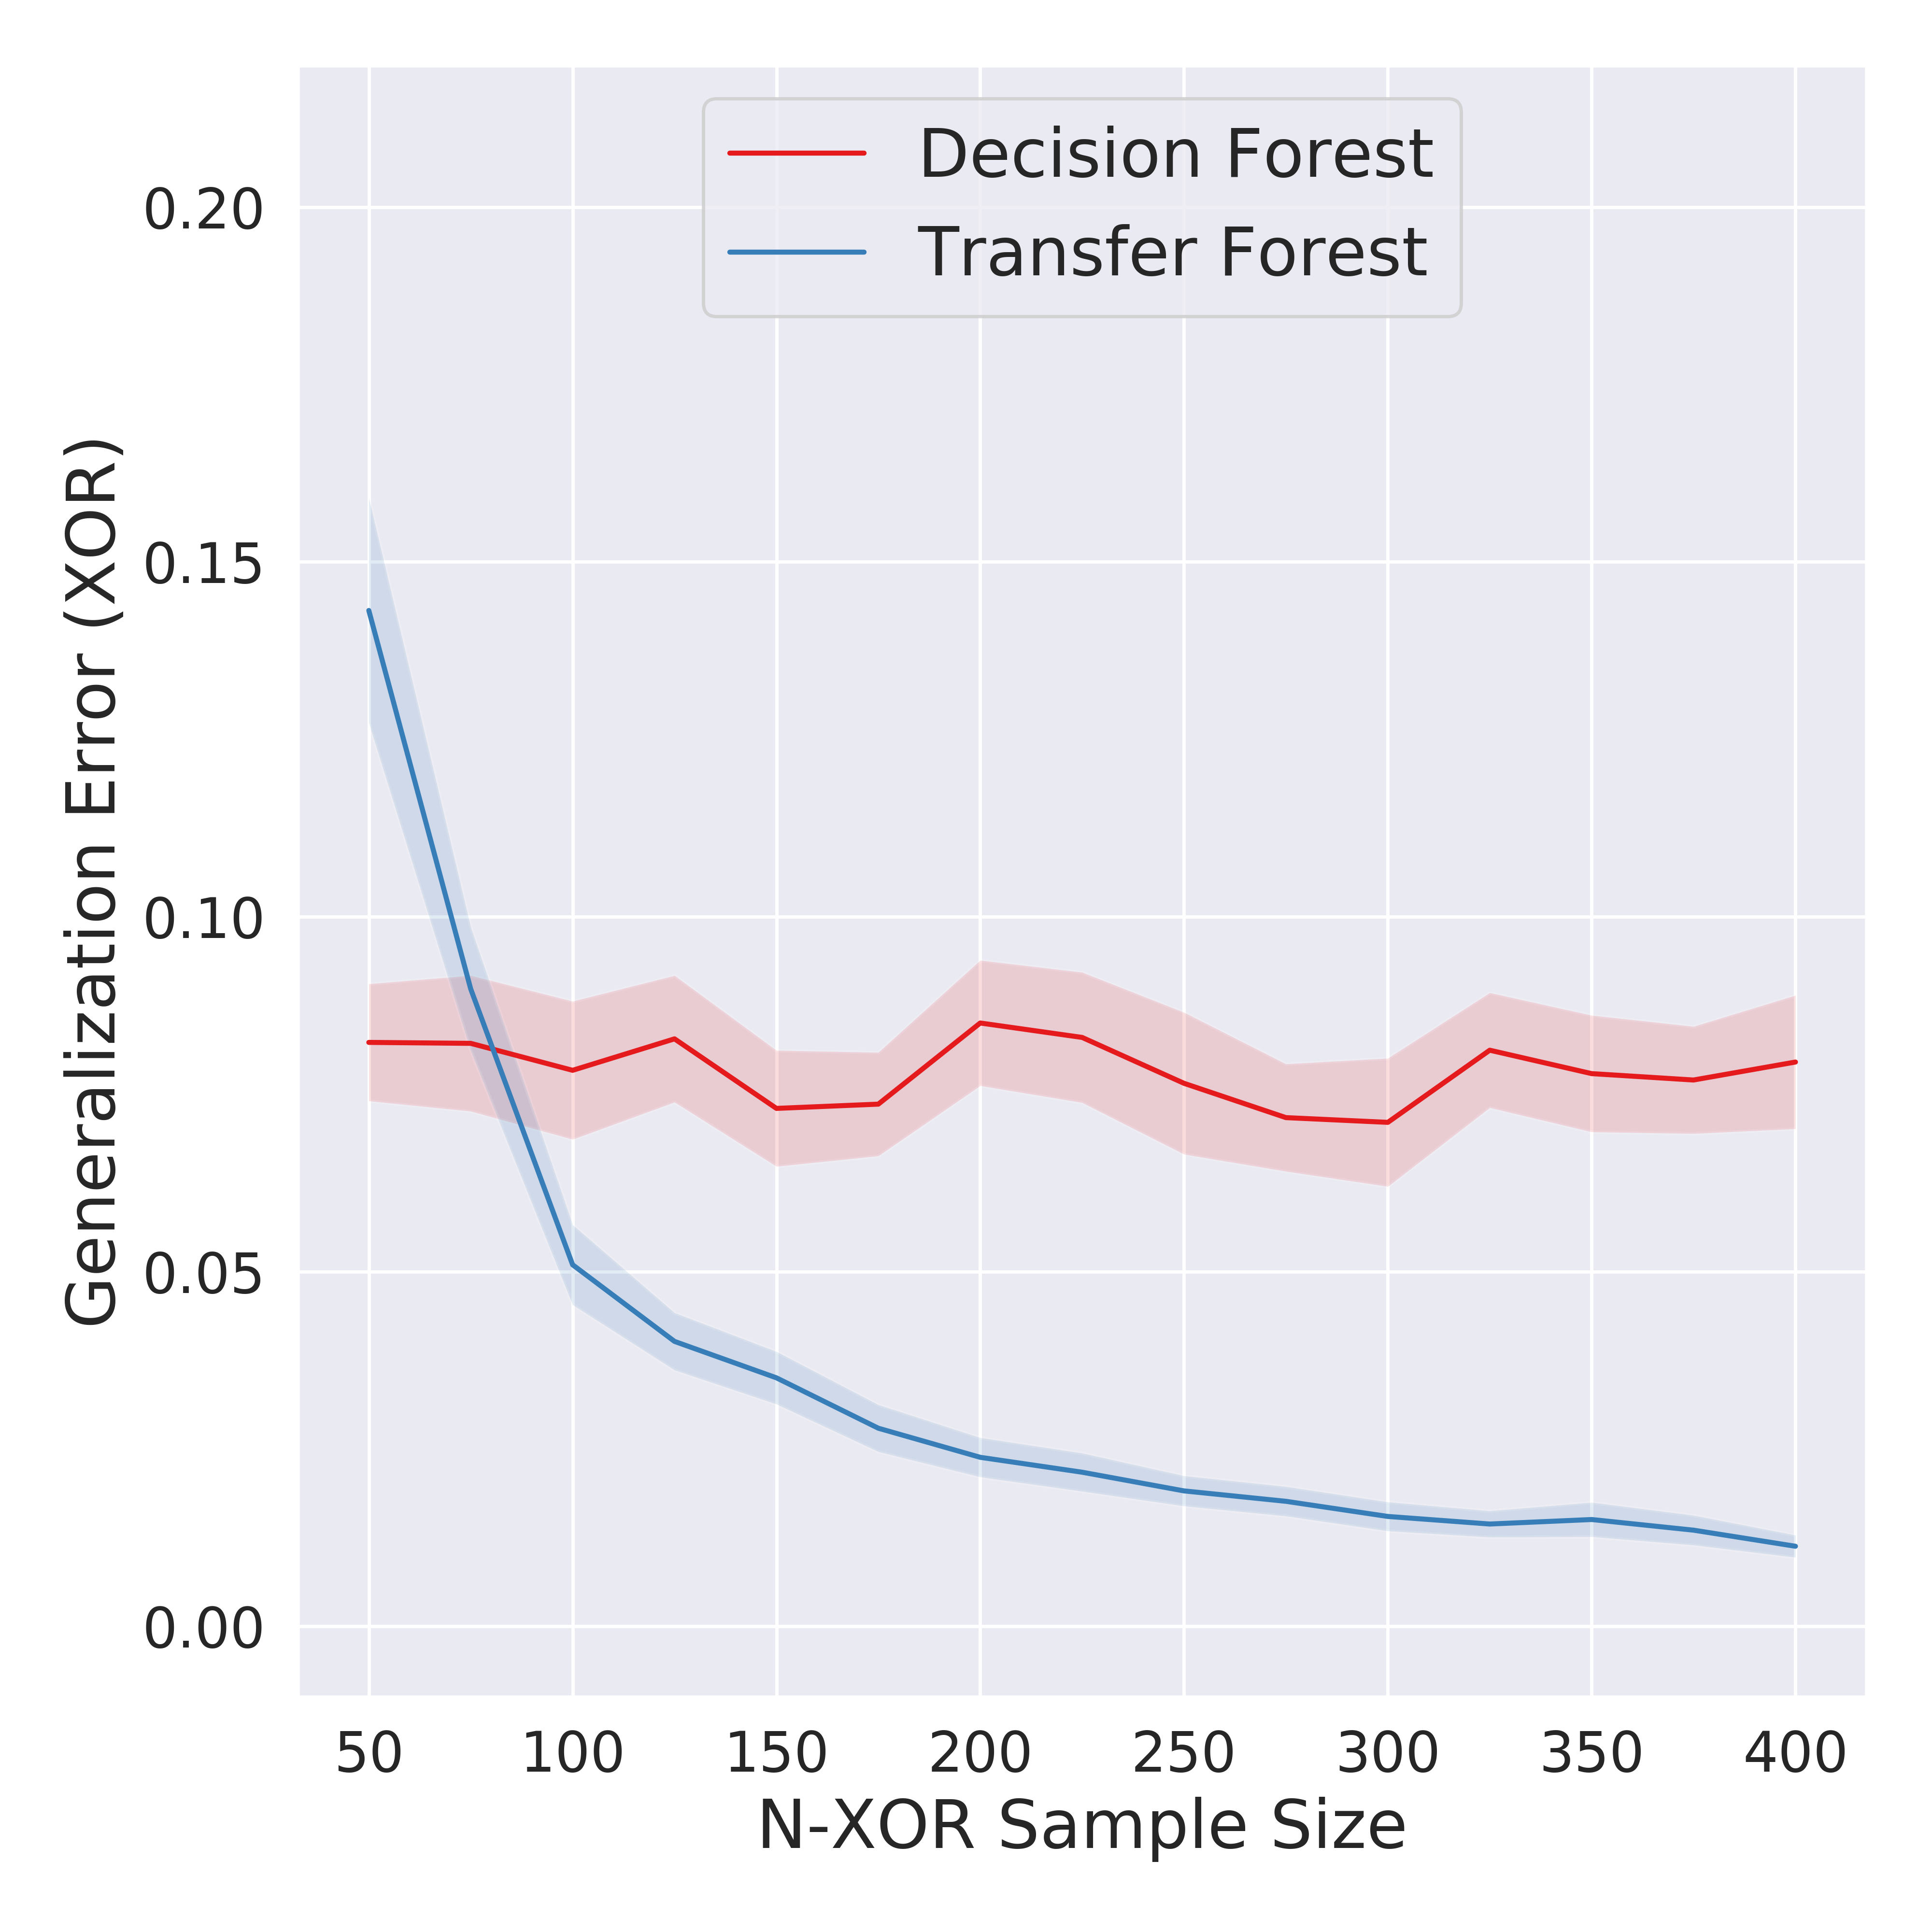 Decision Forest
Transfer Forest
Generalization Error (XOR)
0.20
0.15
0.10
0.05
0.00
50 100 150 200 250 300 350 400
N-XOR Sample Size